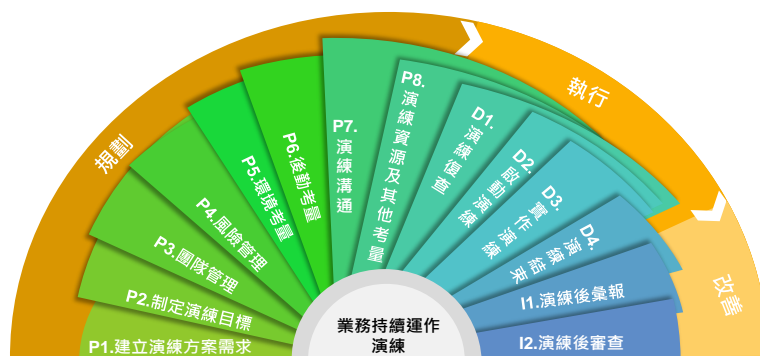 規劃
執行
改善
P1.建立演練方案需求
P2.制定演練目標
P3.團隊管理
P4.風險管理
P5.環境考量
P6.後勤考量
P7.演練溝通
P8.演練資源及其他考量
D1.演練復查
D2.啟動演練
D3.實作演練
D4.演練結束
I1.演練後彙報
I2.演練後審查
業務持續運作
演練